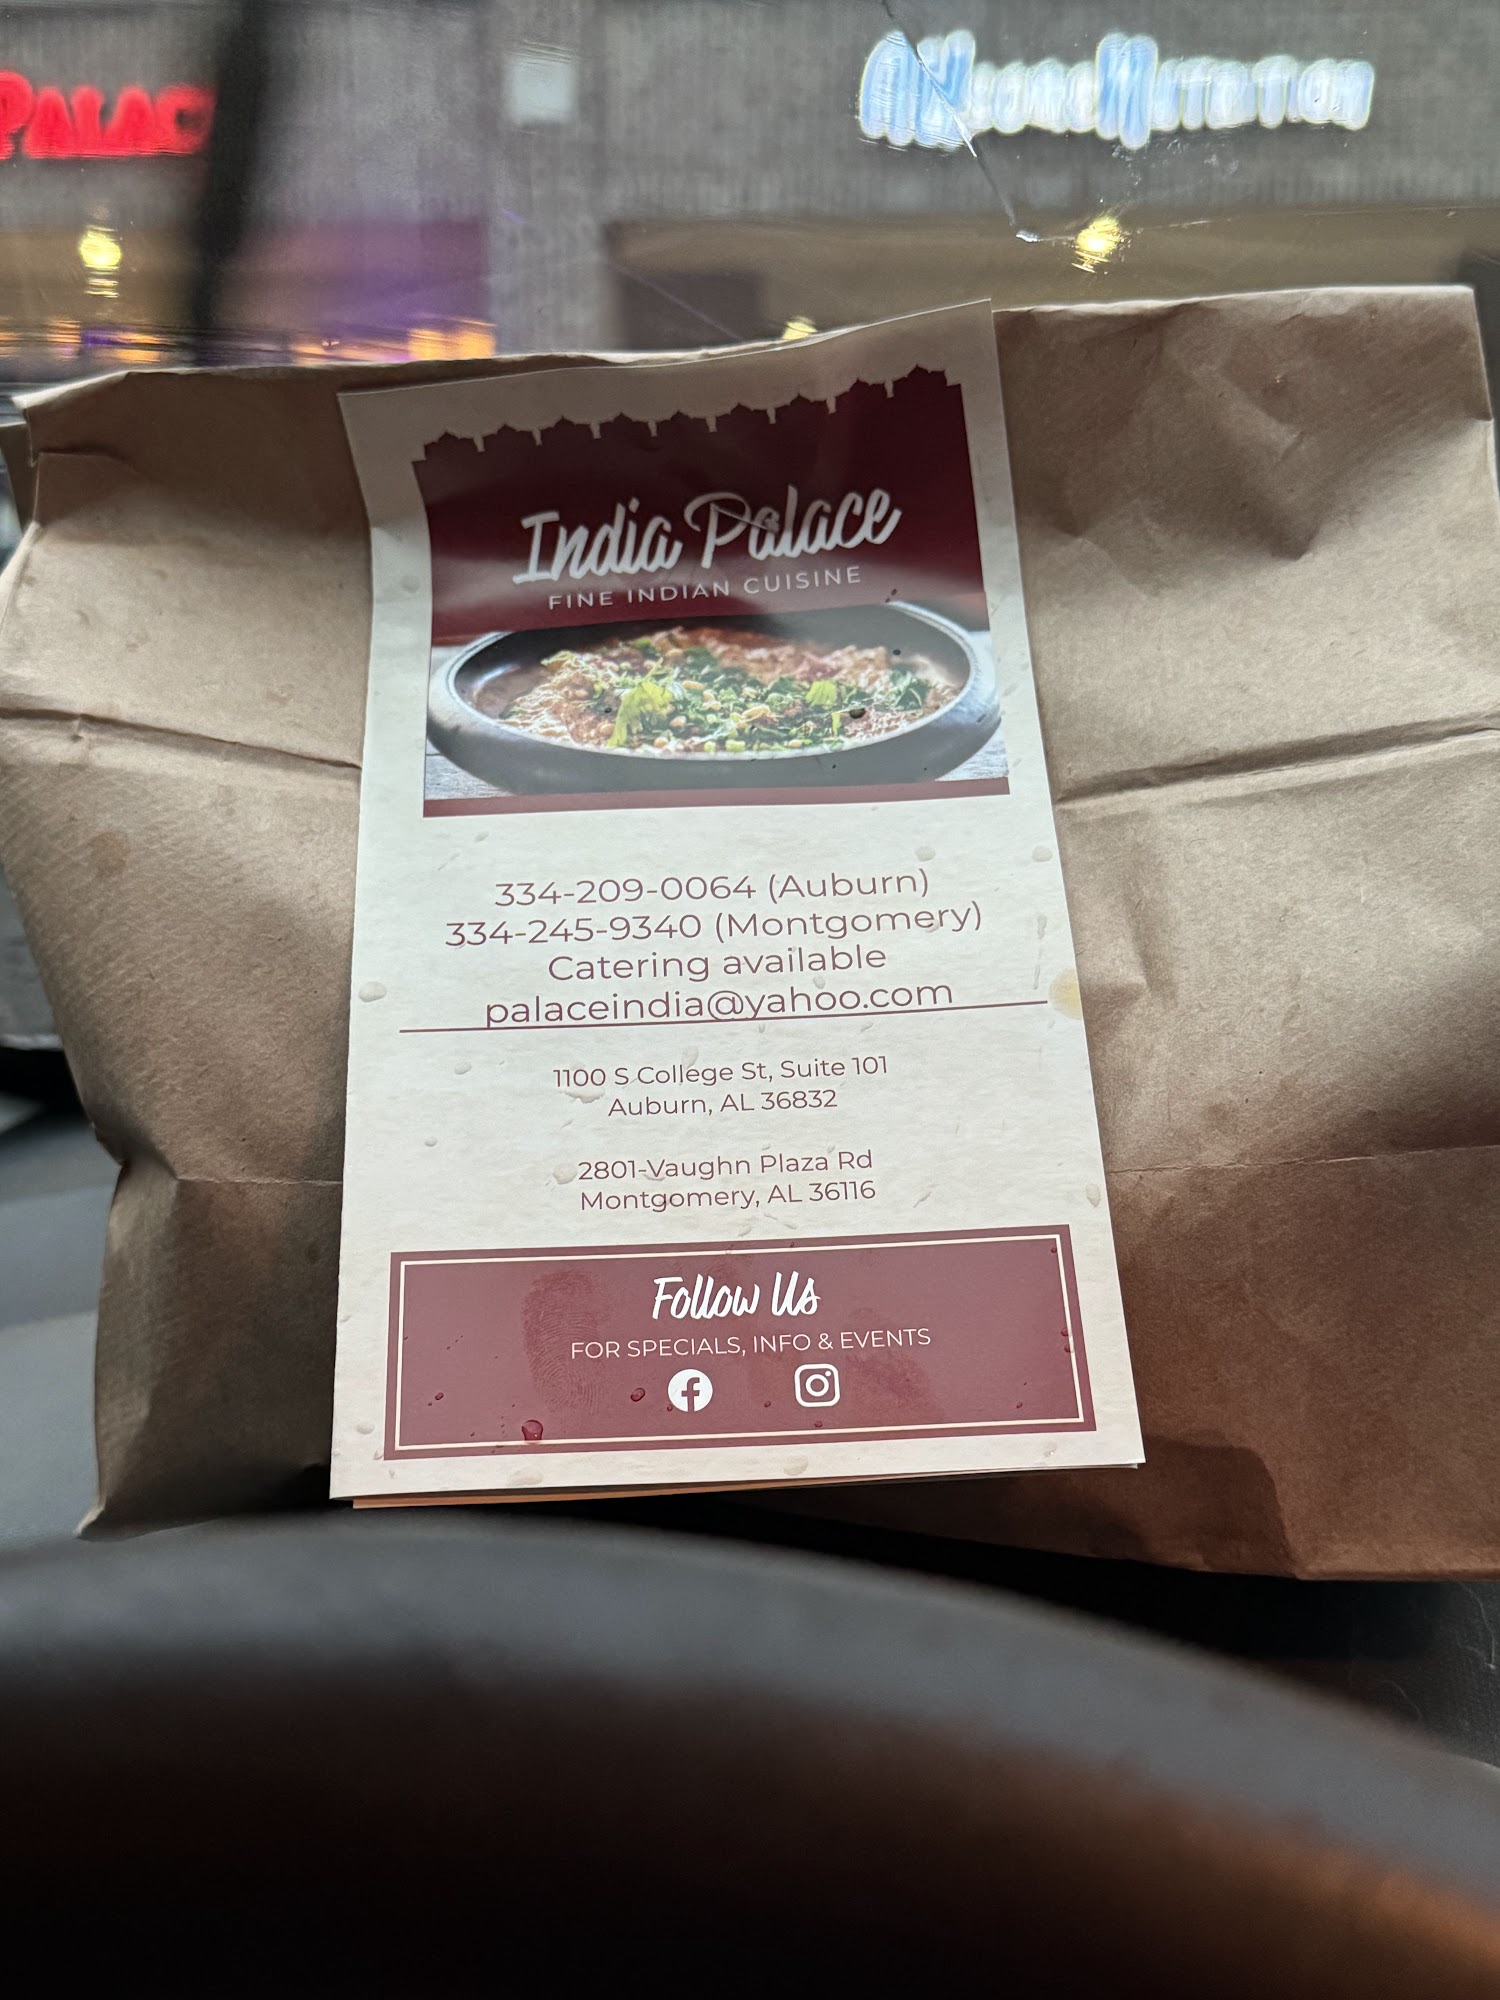 PALAC
India Palace
FINE INDIAN CUISINE
334-209-0064 (Auburn)
334-245-9340 (Montgomery)
Catering available
palaceindia@yahoo.com
1100 S College St, Suite 101
Auburn, AL 36832
2801-Vaughn Plaza Rd
Montgomery, AL 36116
Follow Us
FOR SPECIALS, INFO & EVENTS